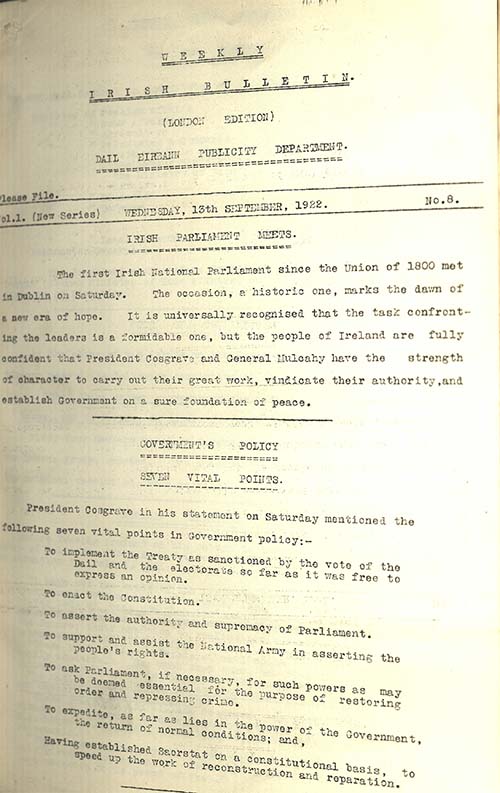 WEEKLY
IRISH BULLETIN.
(LONDON EDITION)
DAIL EIREANN PUBLICITY DEPARTMENT.
Please File.
Vol.1. (New Series) WEDNESDAY, 13th SEPTEMBER, 1922. No.8.
IRISH PARLIAMENT MEETS.
The first Irish National Parliament since the Union of 1800 met
in Dublin on Saturday. The occasion, a historic one, marks the dawn of
a new era of hope. It is universally recognised that the task confront-
ing the leaders is a formidable one, but the people of Ireland are fully
confident that President Cosgrave and General Mulcahy have the strength
of character to carry out their great work, vindicate their authority,and
establish Government on a sure foundation of peace.
GOVERNMENT'S POLICY
SEVEN VITAL POINTS.
President Cosgrave in his statement on Saturday mentioned the
following seven vital points in Government policy:-
To implement the Treaty as sanctioned by the vote of the
Dail and the electorate so far as it was free to
express an opinion.
To enact the Constitution.
To assert the authority and supremacy of Parliament.
To support and assist the National Army in asserting the
people's rights.
To ask Parliament, if necessary, for such powers as may
be deemed essential for the purpose of restoring
order and repressing crime.
To expedite, as far as lies in the power of the Government,
the return of normal conditions; and,
Having established Saorstat on a constitutional basis, to
speed up the work of reconstruction and reparation.